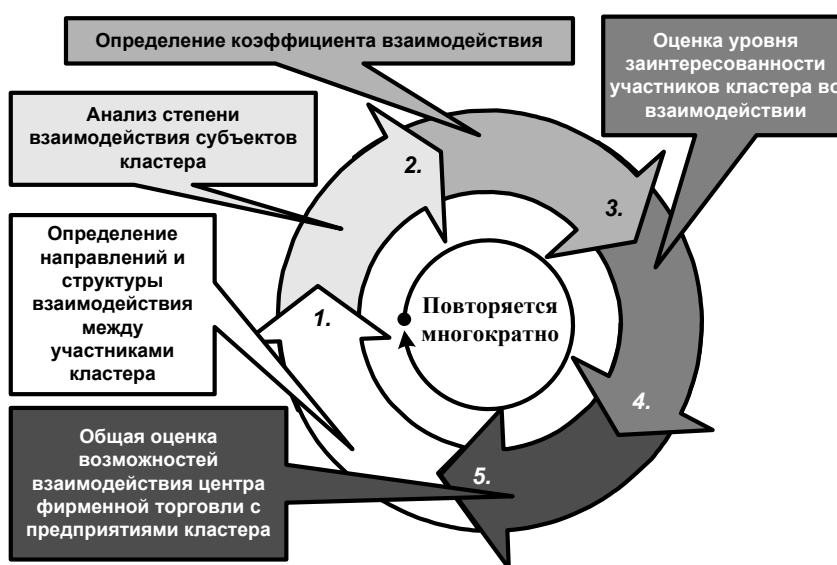 Определение коэффициента взаимодействия
Оценка уровня
заинтересованности
участников кластера во
взаимодействии
Анализ степени
взаимодействия субъектов
кластера
2.
3.
Определение
направлений и
структуры
взаимодействия
между
участниками
кластера
1.
Повторяется
многократно
4.
Общая оценка
возможностей
взаимодействия центра
фирменной торговли с
предприятиями кластера
5.